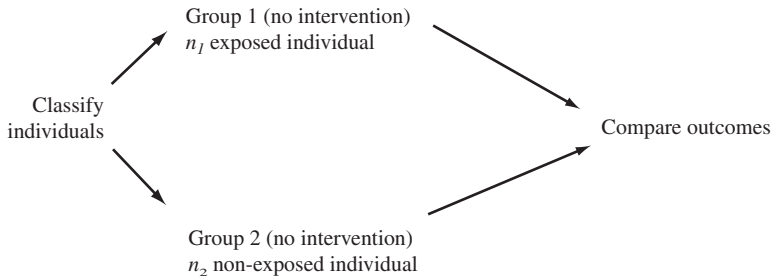 Group 1 (no intervention)
n₁ exposed individual
Classify
individuals
Compare outcomes
Group 2 (no intervention)
n₂ non-exposed individual